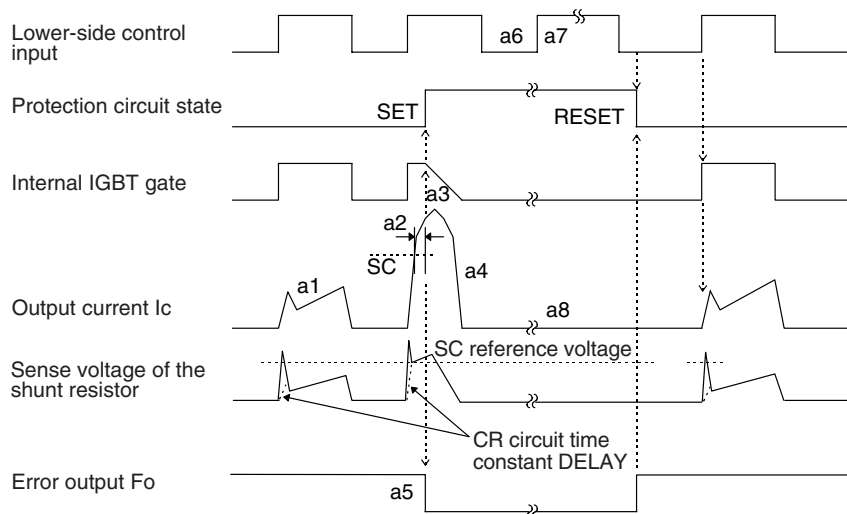 Lower-side control
input
a6
a7
Protection circuit state
SET
RESET
Internal IGBT gate
a3
a2
SC
a4
a1
Output current Ic
a8
SC reference voltage
Sense voltage of the
shunt resistor
CR circuit time
constant DELAY
Error output Fo
a5